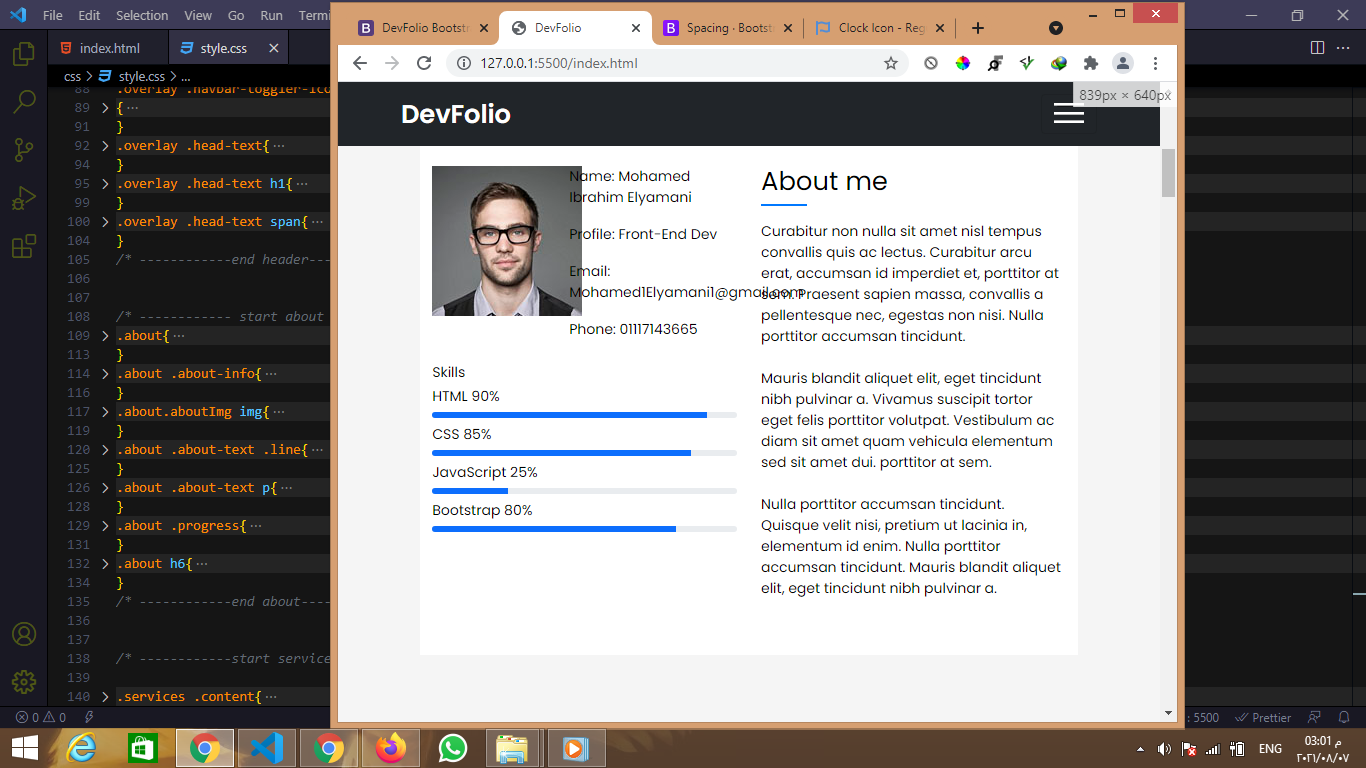 File Edit Selection View Go Run Termi
DevFolio Bootstr
DevFolio
Spacing · Bootst
Clock Icon - Reg
index.html
style.css
127.0.0.1:5500/index.html
css > style.css > ...
839px × 640px
88 .overlay .navbar-toggler-ico
89 {···
91 }
92 .overlay .head-text{···
94 }
95 .overlay .head-text h1{···
99 }
100 .overlay .head-text span{···
104 }
105 /* ------------end header---
106
107
108 /* ------------ start about
109 .about{···
113 }
114 .about .about-info{···
116 }
117 .about.aboutImg img{···
119 }
120 .about .about-text .line{···
125 }
126 .about .about-text p{···
128 }
129 .about .progress{···
131 }
132 .about h6{···
134 }
135 /* ------------end about----
136
137
138 /* ------------start service
139
140 .services .content{···
DevFolio
Name: Mohamed
Ibrahim Elyamani
Profile: Front-End Dev
Email:
Mohamed1Elyamani1@gmail.com
Phone: 01117143665
Skills
HTML 90%
CSS 85%
JavaScript 25%
Bootstrap 80%
About me
Curabitur non nulla sit amet nisl tempus
convallis quis ac lectus. Curabitur arcu
erat, accumsan id imperdiet et, porttitor at
sem. Praesent sapien massa, convallis a
pellentesque nec, egestas non nisi. Nulla
porttitor accumsan tincidunt.
Mauris blandit aliquet elit, eget tincidunt
nibh pulvinar a. Vivamus suscipit tortor
eget felis porttitor volutpat. Vestibulum ac
diam sit amet quam vehicula elementum
sed sit amet dui. porttitor at sem.
Nulla porttitor accumsan tincidunt.
Quisque velit nisi, pretium ut lacinia in,
elementum id enim. Nulla porttitor
accumsan tincidunt. Mauris blandit aliquet
elit, eget tincidunt nibh pulvinar a.
0 0
: 5500
Prettier
ENG
03:01 م
٢٠٢١/٠٨/٠٧